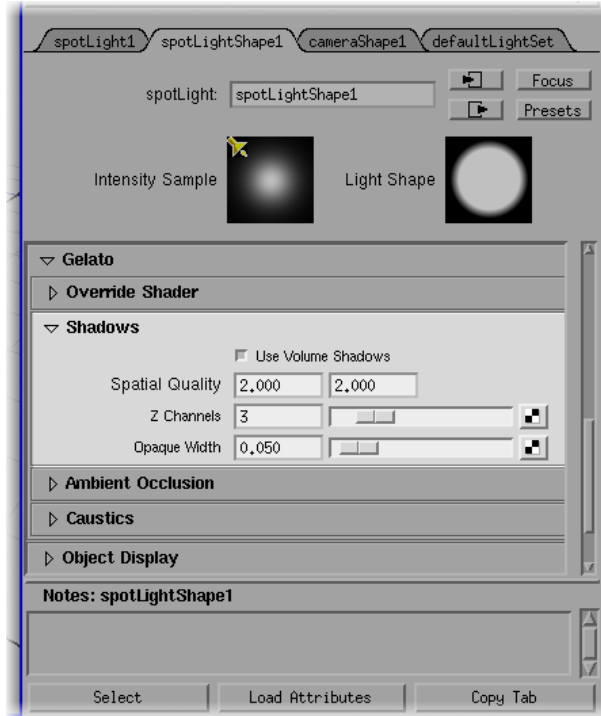 spotLight1 spotLightShape1 cameraShape1 defaultLightSet
Focus
spotLight: spotLightShape1
Presets
Intensity Sample Light Shape
Gelato
Override Shader
Shadows
Use Volume Shadows
Spatial Quality 2.000 2.000
Z Channels 3
Opaque Width 0.050
Ambient Occlusion
Caustics
Object Display
Notes: spotLightShape1
Select Load Attributes Copy Tab